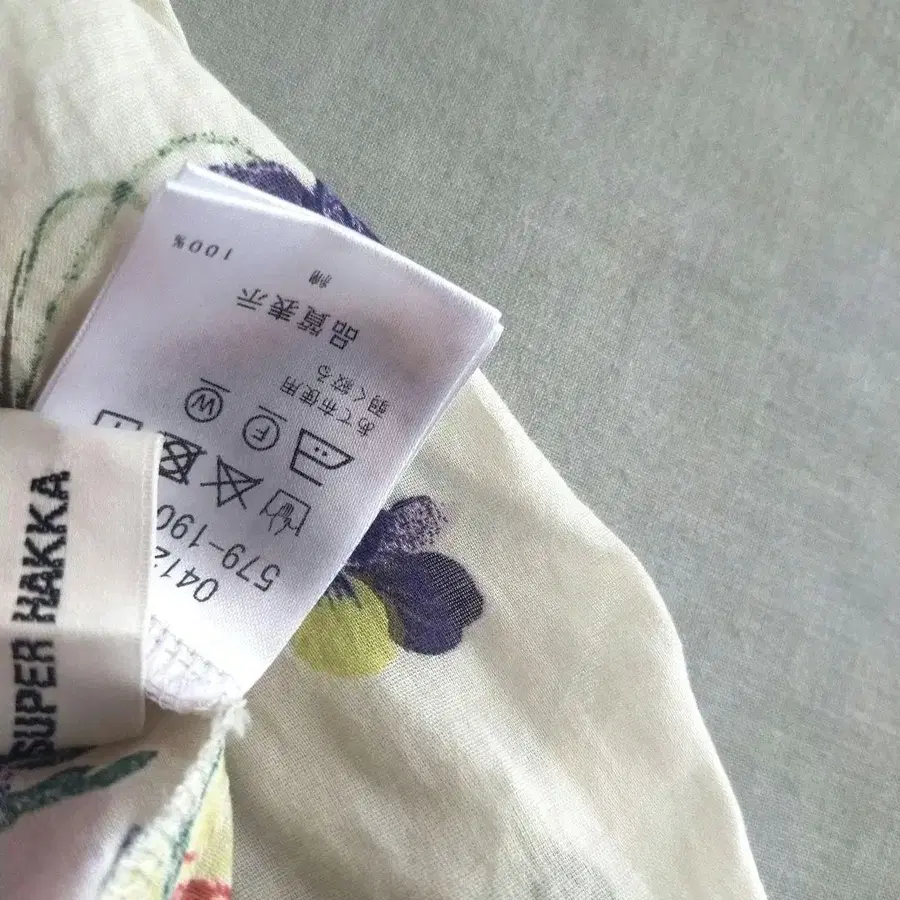 品質表示
綿
100%
あて布使用
弱く絞る
W
F
579-190
0412
SUPER HAKKA